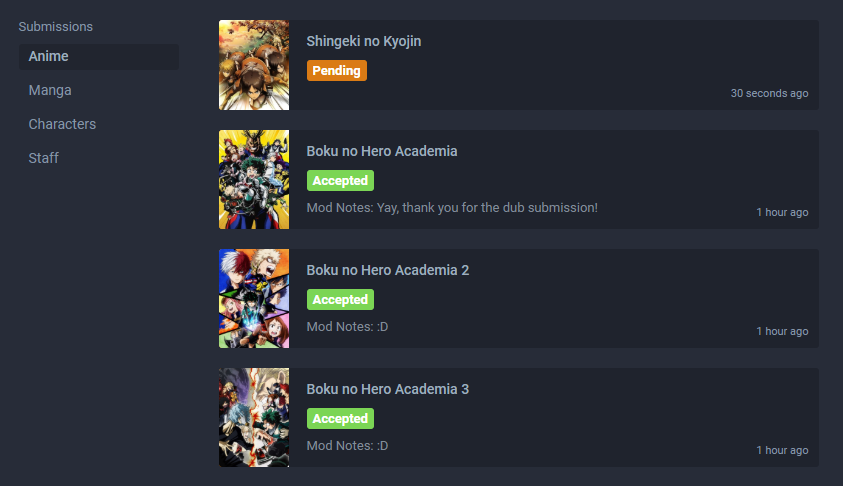 Submissions
Anime
Manga
Characters
Staff
Shingeki no Kyojin
Pending
30 seconds ago
Boku no Hero Academia
Accepted
Mod Notes: Yay, thank you for the dub submission!
1 hour ago
Boku no Hero Academia 2
Accepted
Mod Notes: :D
1 hour ago
Boku no Hero Academia 3
Accepted
Mod Notes: :D
1 hour ago